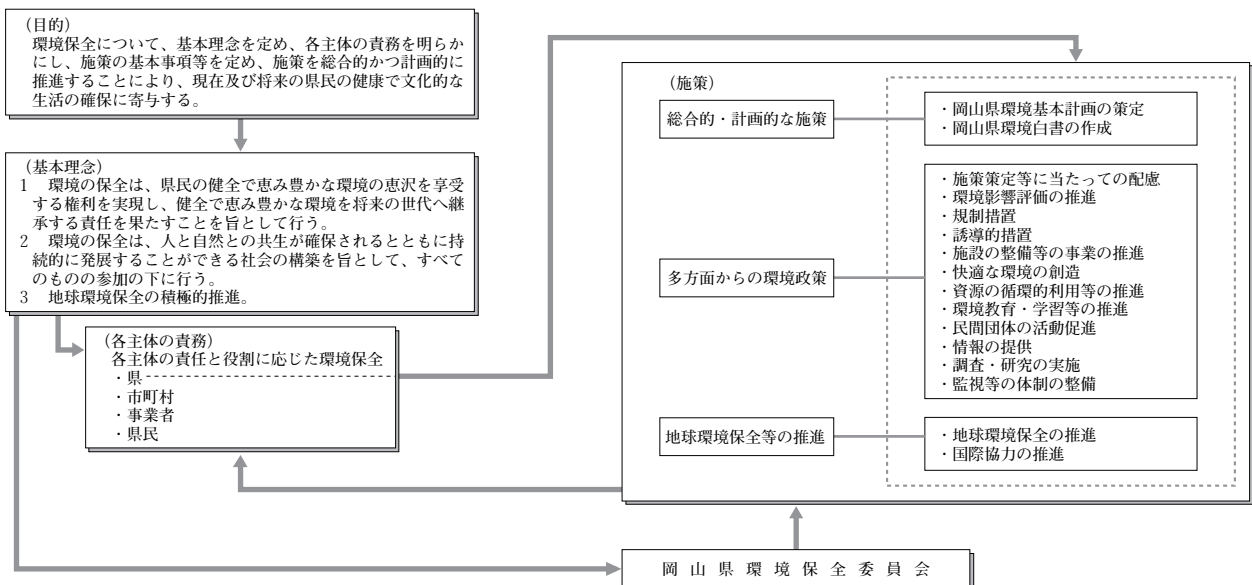 （目的）
環境保全について、基本理念を定め、各主体の責務を明らか
にし、施策の基本事項等を定め、施策を総合的かつ計画的に
推進することにより、現在及び将来の県民の健康で文化的な
生活の確保に寄与する。
（基本理念）
1　環境の保全は、県民の健全で恵み豊かな環境の恵沢を享受
する権利を実現し、健全で恵み豊かな環境を将来の世代へ継
承する責任を果たすことを旨として行う。
2　環境の保全は、人と自然との共生が確保されるとともに持
続的に発展することができる社会の構築を旨として、すべて
のものの参加の下に行う。
3　地球環境保全の積極的推進。
（各主体の責務）
各主体の責任と役割に応じた環境保全
・県
・市町村
・事業者
・県民
（施策）
総合的・計画的な施策
・岡山県環境基本計画の策定
・岡山県環境白書の作成
多方面からの環境政策
・施策策定等に当たっての配慮
・環境影響評価の推進
・規制措置
・誘導的措置
・施設の整備等の事業の推進
・快適な環境の創造
・資源の循環的利用等の推進
・環境教育・学習等の推進
・民間団体の活動促進
・情報の提供
・調査・研究の実施
・監視等の体制の整備
地球環境保全等の推進
・地球環境保全の推進
・国際協力の推進
岡山県環境保全委員会